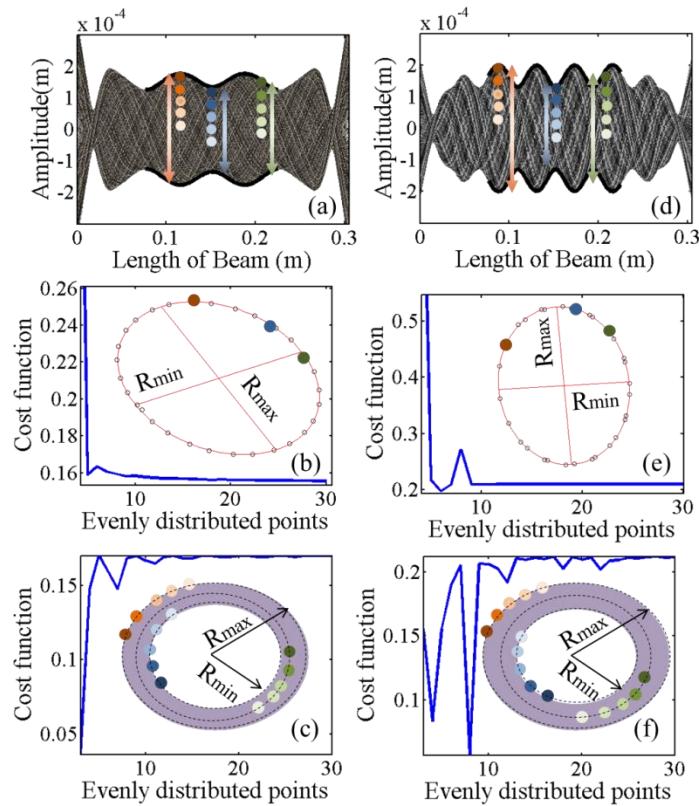 x 10⁻⁴
Amplitude(m)
2
1
0
-1
-2
(a)
0
0.1
0.2
0.3
Length of Beam (m)
x 10⁻⁴
Amplitude(m)
2
1
0
-1
-2
(d)
0
0.1
0.2
0.3
Length of Beam (m)
Cost function
0.26
0.24
0.22
0.2
0.18
0.16
Rmin
Rmax
(b)
10
20
30
Evenly distributed points
Cost function
0.5
0.4
0.3
0.2
Rmax
Rmin
(e)
10
20
30
Evenly distributed points
Cost function
0.15
0.1
0.05
Rmax
Rmin
(c)
10
20
30
Evenly distributed points
Cost function
0.2
0.15
0.1
Rmax
Rmin
(f)
10
20
30
Evenly distributed points